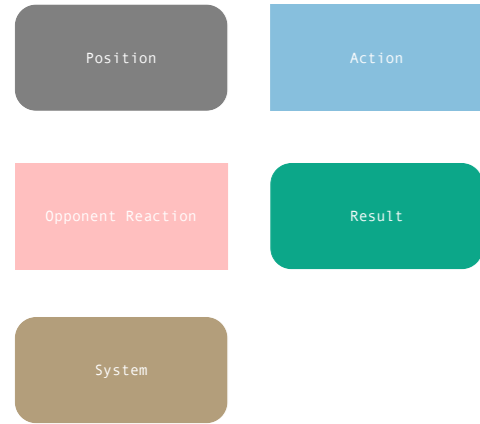 Position
Action
Opponent Reaction
Result
System